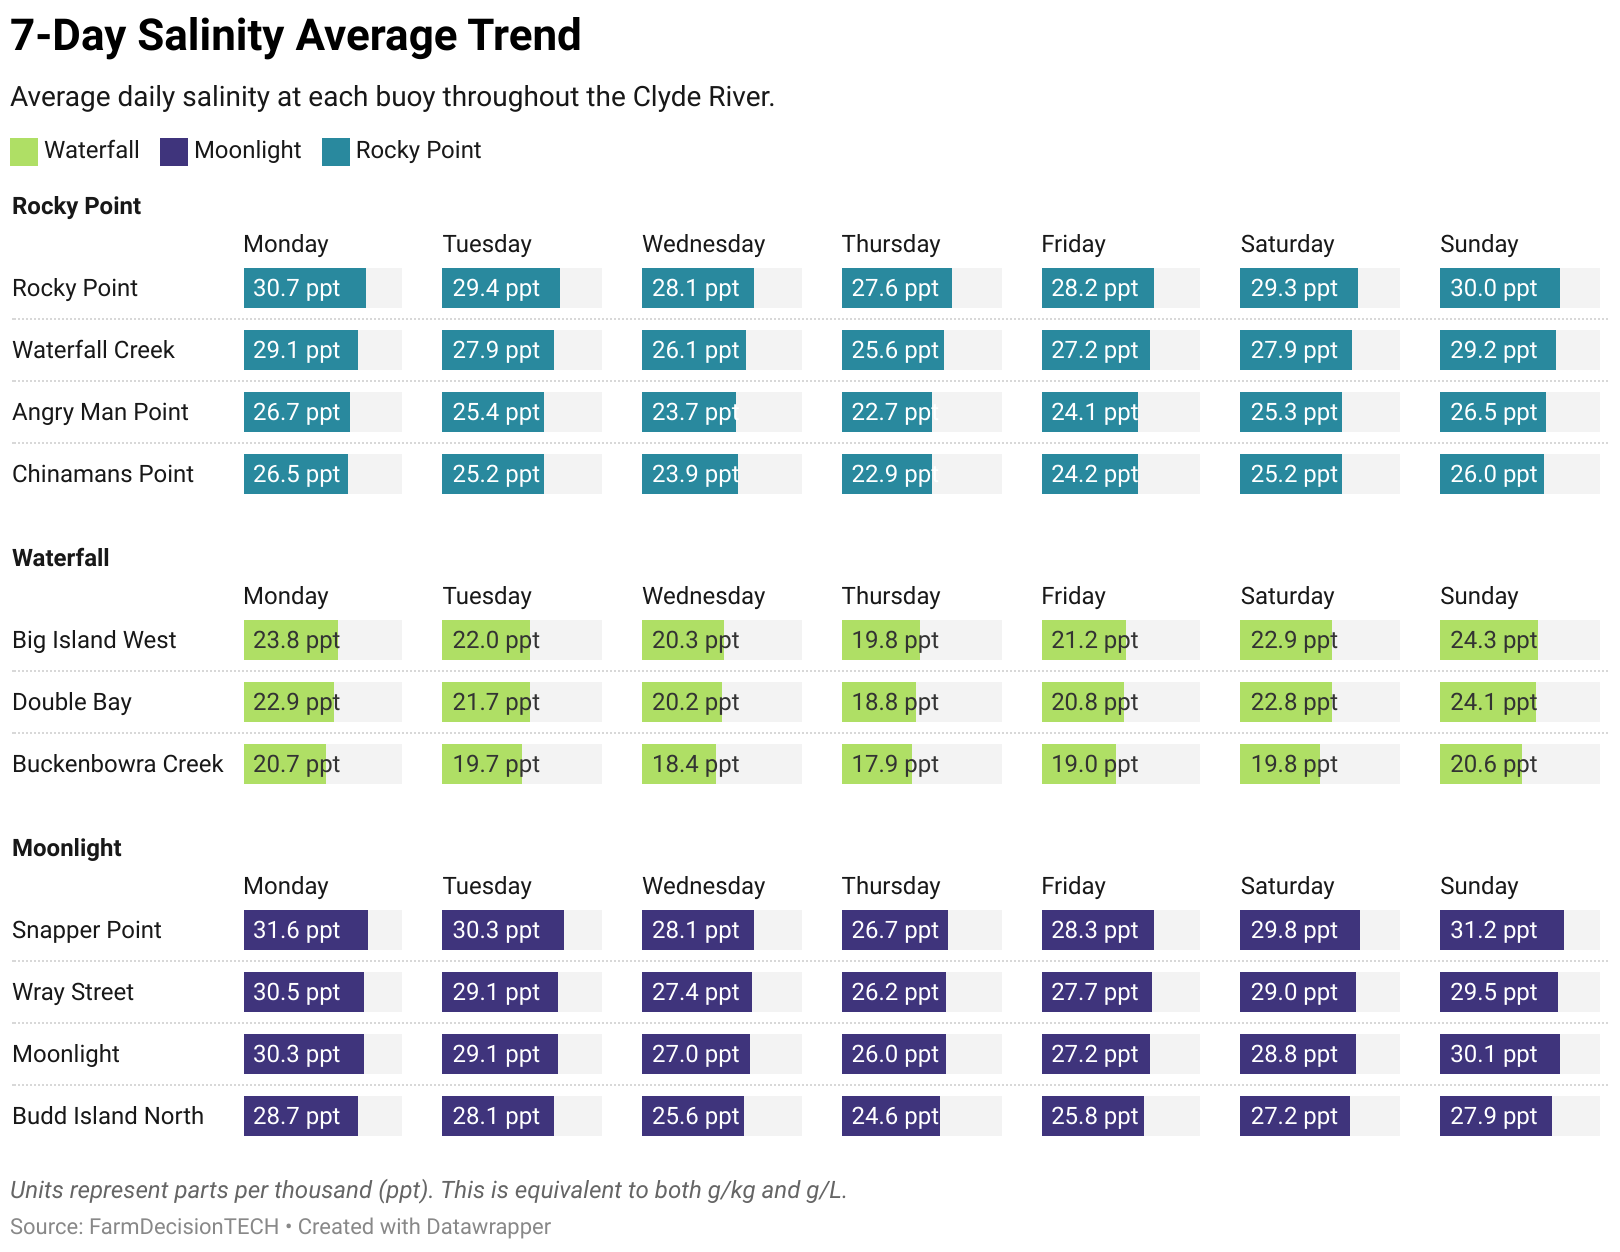 7-Day Salinity Average Trend
Average daily salinity at each buoy throughout the Clyde River.
Waterfall Moonlight Rocky Point
Rocky Point
Monday Tuesday Wednesday Thursday Friday Saturday Sunday
Rocky Point 30.7 ppt 29.4 ppt 28.1 ppt 27.6 ppt 28.2 ppt 29.3 ppt 30.0 ppt
Waterfall Creek 29.1 ppt 27.9 ppt 26.1 ppt 25.6 ppt 27.2 ppt 27.9 ppt 29.2 ppt
Angry Man Point 26.7 ppt 25.4 ppt 23.7 ppt 22.7 ppt 24.1 ppt 25.3 ppt 26.5 ppt
Chinamans Point 26.5 ppt 25.2 ppt 23.9 ppt 22.9 ppt 24.2 ppt 25.2 ppt 26.0 ppt
Waterfall
Monday Tuesday Wednesday Thursday Friday Saturday Sunday
Big Island West 23.8 ppt 22.0 ppt 20.3 ppt 19.8 ppt 21.2 ppt 22.9 ppt 24.3 ppt
Double Bay 22.9 ppt 21.7 ppt 20.2 ppt 18.8 ppt 20.8 ppt 22.8 ppt 24.1 ppt
Buckenbowra Creek 20.7 ppt 19.7 ppt 18.4 ppt 17.9 ppt 19.0 ppt 19.8 ppt 20.6 ppt
Moonlight
Monday Tuesday Wednesday Thursday Friday Saturday Sunday
Snapper Point 31.6 ppt 30.3 ppt 28.1 ppt 26.7 ppt 28.3 ppt 29.8 ppt 31.2 ppt
Wray Street 30.5 ppt 29.1 ppt 27.4 ppt 26.2 ppt 27.7 ppt 29.0 ppt 29.5 ppt
Moonlight 30.3 ppt 29.1 ppt 27.0 ppt 26.0 ppt 27.2 ppt 28.8 ppt 30.1 ppt
Budd Island North 28.7 ppt 28.1 ppt 25.6 ppt 24.6 ppt 25.8 ppt 27.2 ppt 27.9 ppt
Units represent parts per thousand (ppt). This is equivalent to both g/kg and g/L.
Source: FarmDecisionTECH • Created with Datawrapper